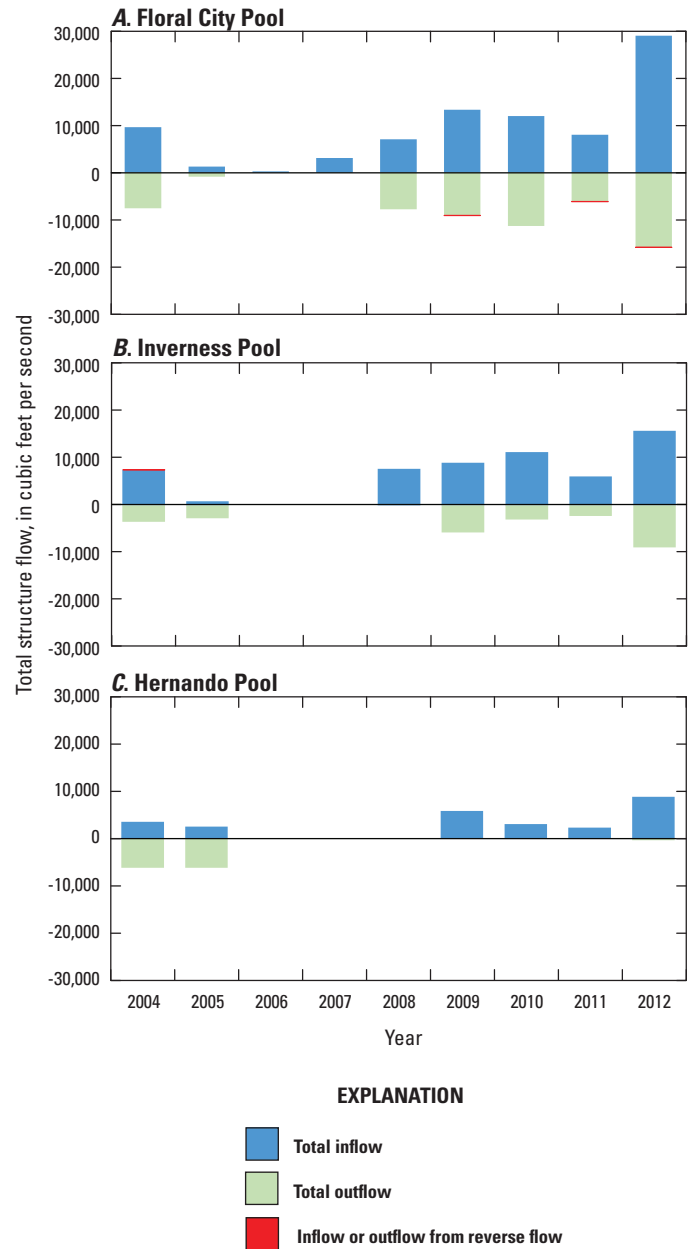 A. Floral City Pool
30,000
20,000
10,000
0
-10,000
-20,000
-30,000
B. Inverness Pool
30,000
20,000
10,000
0
-10,000
-20,000
-30,000
C. Hernando Pool
30,000
20,000
10,000
0
-10,000
-20,000
-30,000
Total structure flow, in cubic feet per second
2004 2005 2006 2007 2008 2009 2010 2011 2012
Year
EXPLANATION
Total inflow
Total outflow
Inflow or outflow from reverse flow